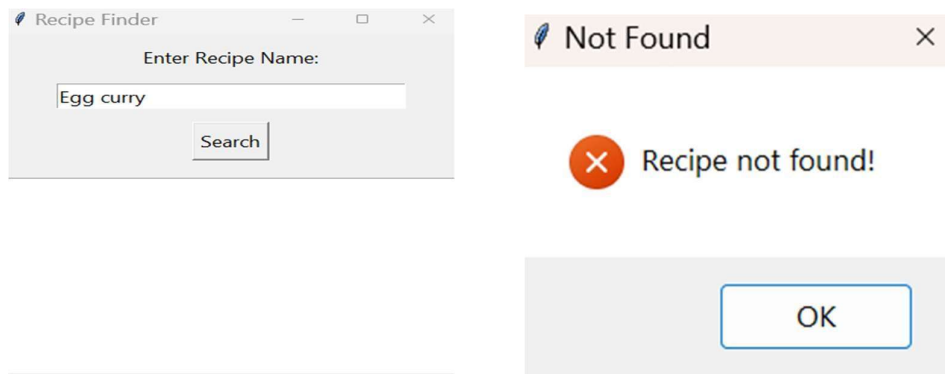 Recipe Finder
Enter Recipe Name:
Egg curry
Search
Not Found
Recipe not found!
OK